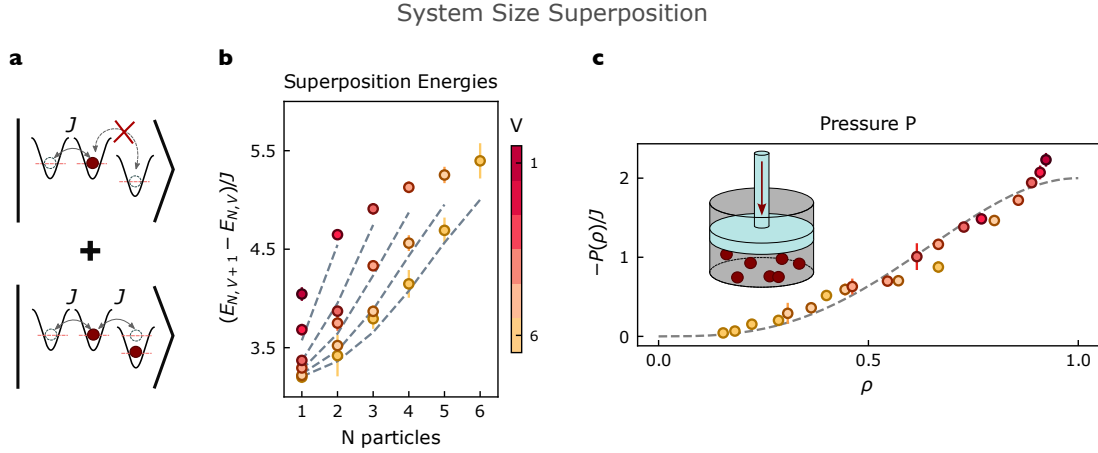 System Size Superposition
a
J
+
J J
b
Superposition Energies
(E_{N,V+1} − E_{N,V})/J
5.5
4.5
3.5
1 2 3 4 5 6
N particles
V
1
6
c
Pressure P
−P(ρ)/J
2
1
0
0.0 0.5 1.0
ρ